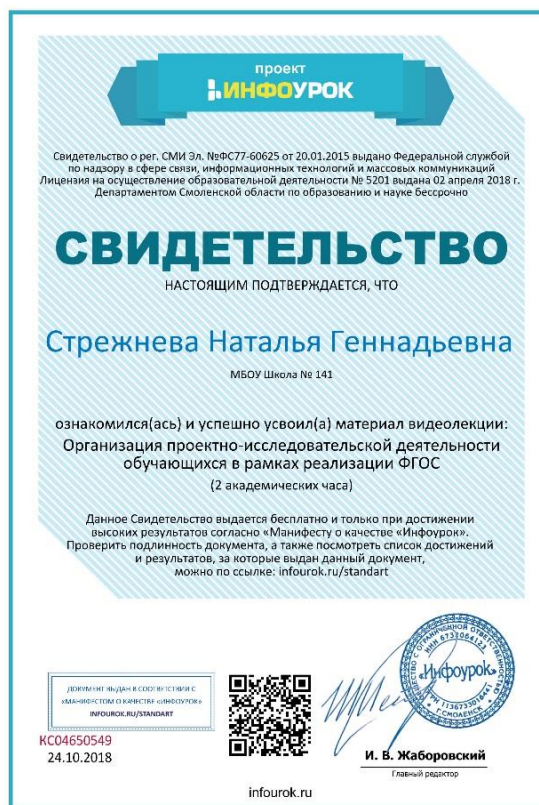 проект
ИНФОУРОК
Свидетельство о рег. СМИ Эл. №ФС77-60625 от 20.01.2015 выдано Федеральной службой
по надзору в сфере связи, информационных технологий и массовых коммуникаций
Лицензия на осуществление образовательной деятельности № 5201 выдана 02 апреля 2018 г.
Департаментом Смоленской области по образованию и науке бессрочно
СВИДЕТЕЛЬСТВО
НАСТОЯЩИМ ПОДТВЕРЖДАЕТСЯ, ЧТО
Стрежнева Наталья Геннадьевна
МБОУ Школа № 141
ознакомился(ась) и успешно усвоил(а) материал видеолекции:
Организация проектно-исследовательской деятельности
обучающихся в рамках реализации ФГОС
(2 академических часа)
Данное Свидетельство выдается бесплатно и только при достижении
высоких результатов согласно «Манифесту о качестве «Инфоурок».
Проверить подлинность документа, а также посмотреть список достижений
и результатов, за которые выдан данный документ,
можно по ссылке: infourok.ru/standart
ДОКУМЕНТ ВЫДАН В СООТВЕТСТВИИ С
«МАНИФЕСТОМ О КАЧЕСТВЕ «ИНФОУРОК»
INFOUROK.RU/STANDART
КС04650549
24.10.2018
ОБЩЕСТВО С ОГРАНИЧЕННОЙ ОТВЕТСТВЕННОСТЬЮ
ИНН 6732064123
«Инфоурок»
Г.СМОЛЕНСК
И. В. Жаборовский
Главный редактор
infourok.ru